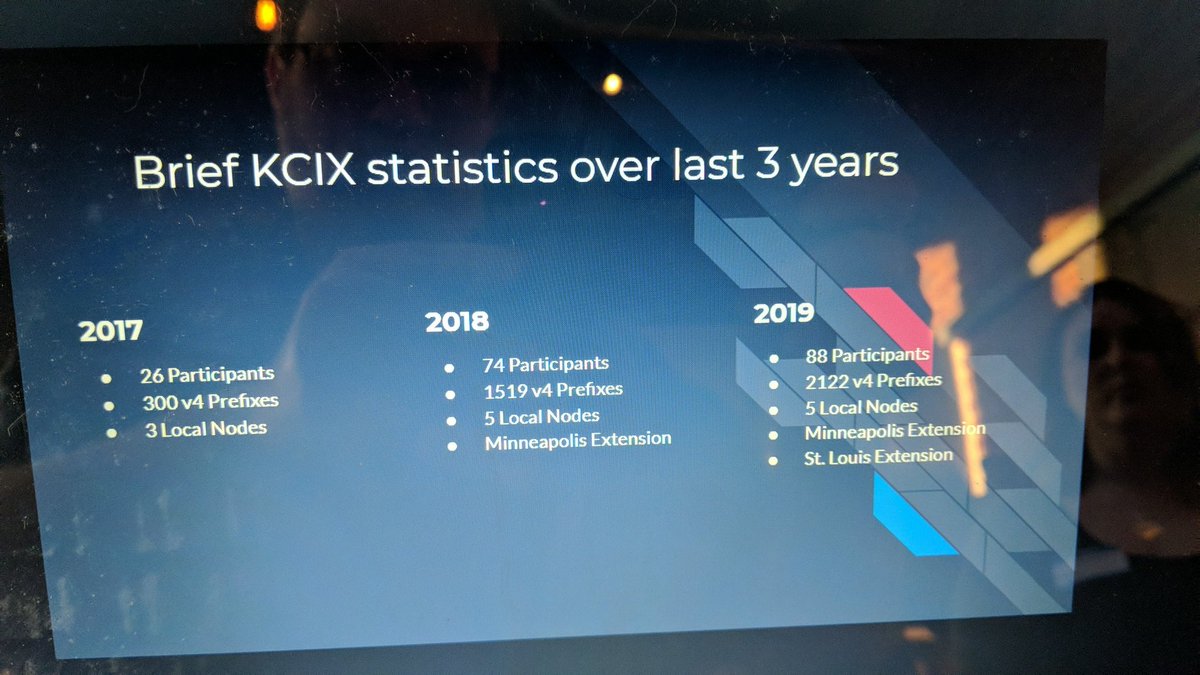 Brief KCIX statistics over last 3 years
2017
26 Participants
300 v4 Prefixes
3 Local Nodes
2018
74 Participants
1519 v4 Prefixes
5 Local Nodes
Minneapolis Extension
2019
88 Participants
2122 v4 Prefixes
5 Local Nodes
Minneapolis Extension
St. Louis Extension